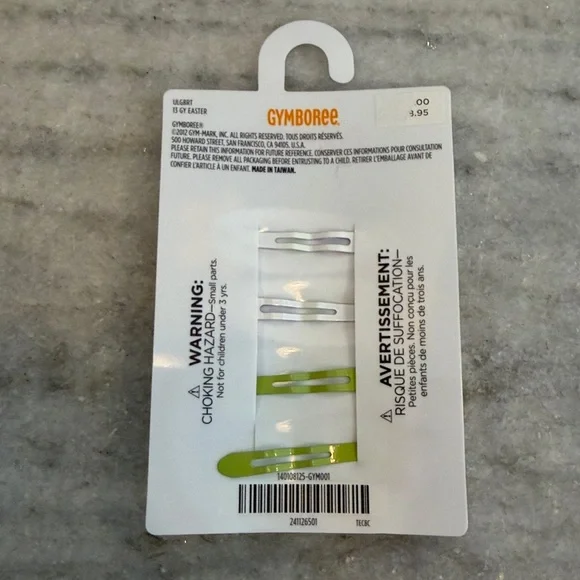 ULGBRT
13 GY EASTER
GYMBOREE
.00
8.95
GYMBOREE®
©2012 GYM-MARK, INC. ALL RIGHTS RESERVED. TOUS DROITS RÉSERVÉS.
500 HOWARD STREET, SAN FRANCISCO, CA 94105, U.S.A.
PLEASE RETAIN THIS INFORMATION FOR FUTURE REFERENCE. CONSERVER CES INFORMATIONS POUR CONSULTATION
FUTURE. PLEASE REMOVE ALL PACKAGING BEFORE ENTRUSTING TO A CHILD. RETIRER L'EMBALLAGE AVANT DE
CONFIER L'ARTICLE À UN ENFANT. MADE IN TAIWAN.
⚠ WARNING:
CHOKING HAZARD—Small parts.
Not for children under 3 yrs.
⚠ AVERTISSEMENT:
RISQUE DE SUFFOCATION—
Petites pièces. Non conçu pour les
enfants de moins de trois ans.
140108125-GYM001
241126501
TECBC